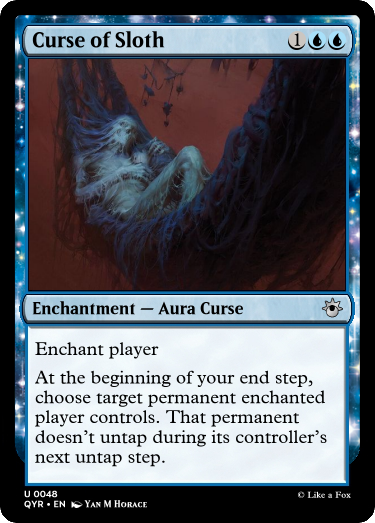 Curse of Sloth 1
Enchantment — Aura Curse
Enchant player
At the beginning of your end step,
choose target permanent enchanted
player controls. That permanent
doesn't untap during its controller's
next untap step.
U 0048
QYR • EN Yan M Horace
© Like a Fox